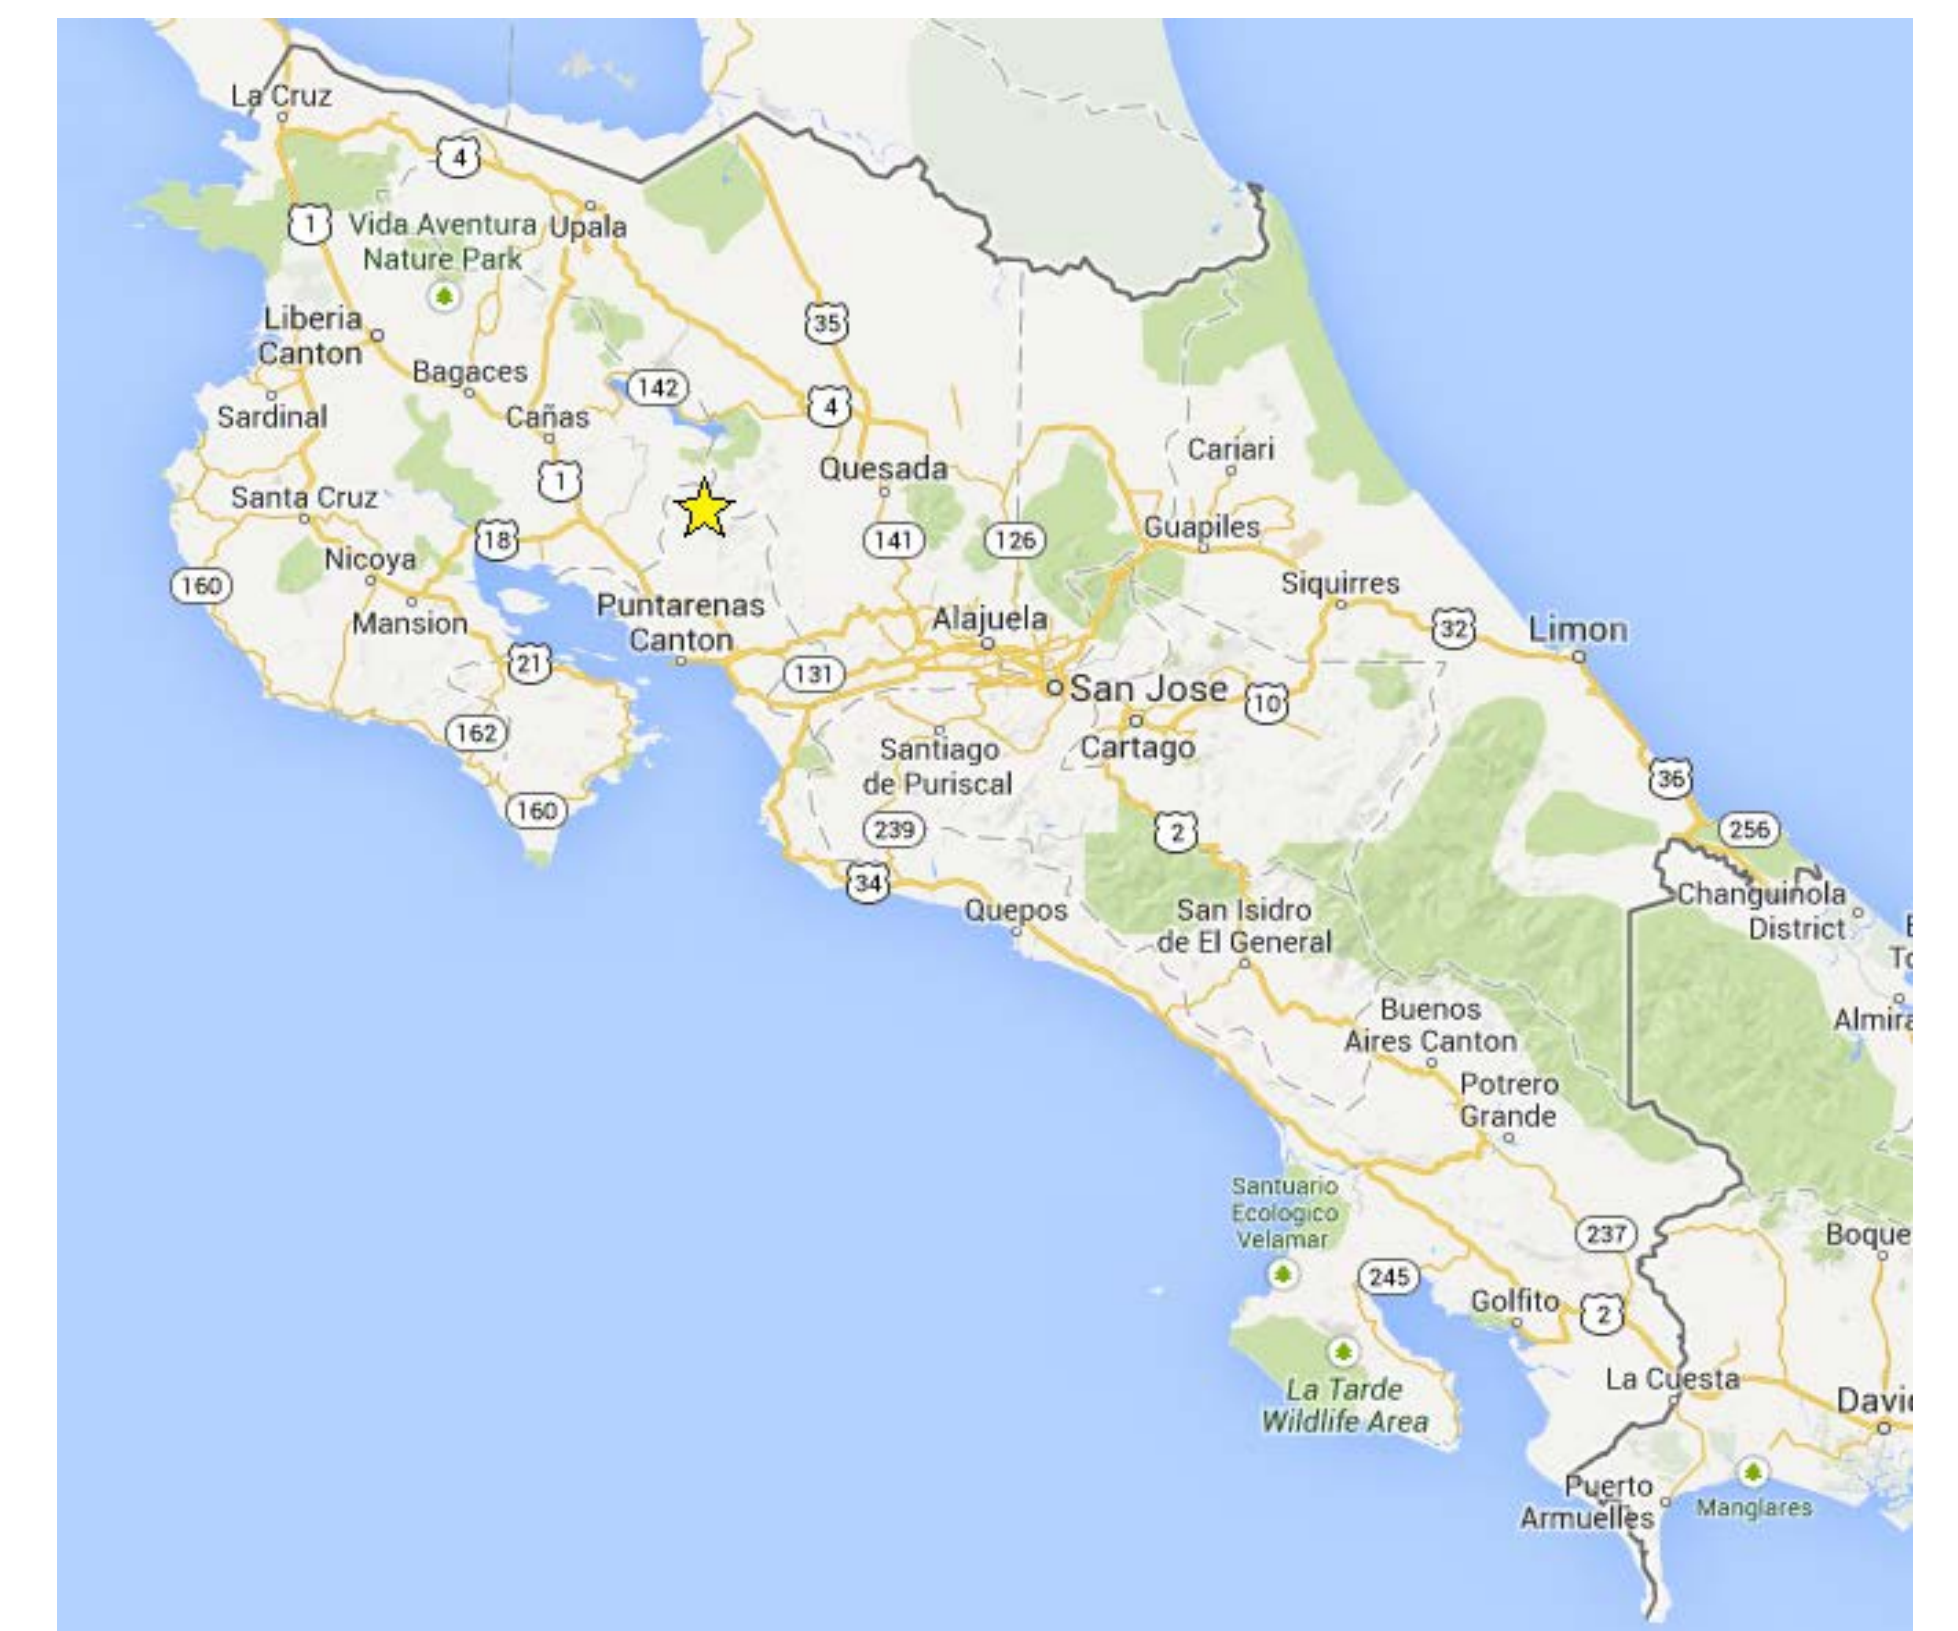 La Cruz
4
1
Vida Aventura
Nature Park
Upala
Liberia
Canton
35
Bagaces
142
4
Sardinal
Cañas
Cariari
Quesada
1
Santa Cruz
18
141
126
Guapiles
Nicoya
160
Siquirres
Puntarenas
Canton
Mansion
Alajuela
32
Limon
21
131
San Jose
10
162
Santiago
de Puriscal
Cartago
36
160
239
2
256
34
Changuinola
District
Quepos
San Isidro
de El General
Buenos
Aires Canton
Almira
Potrero
Grande
Santuario
Ecologico
Velamar
237
Boque
245
Golfito
2
La Cuesta
La Tarde
Wildlife Area
Davi
Puerto
Armuelles
Manglares